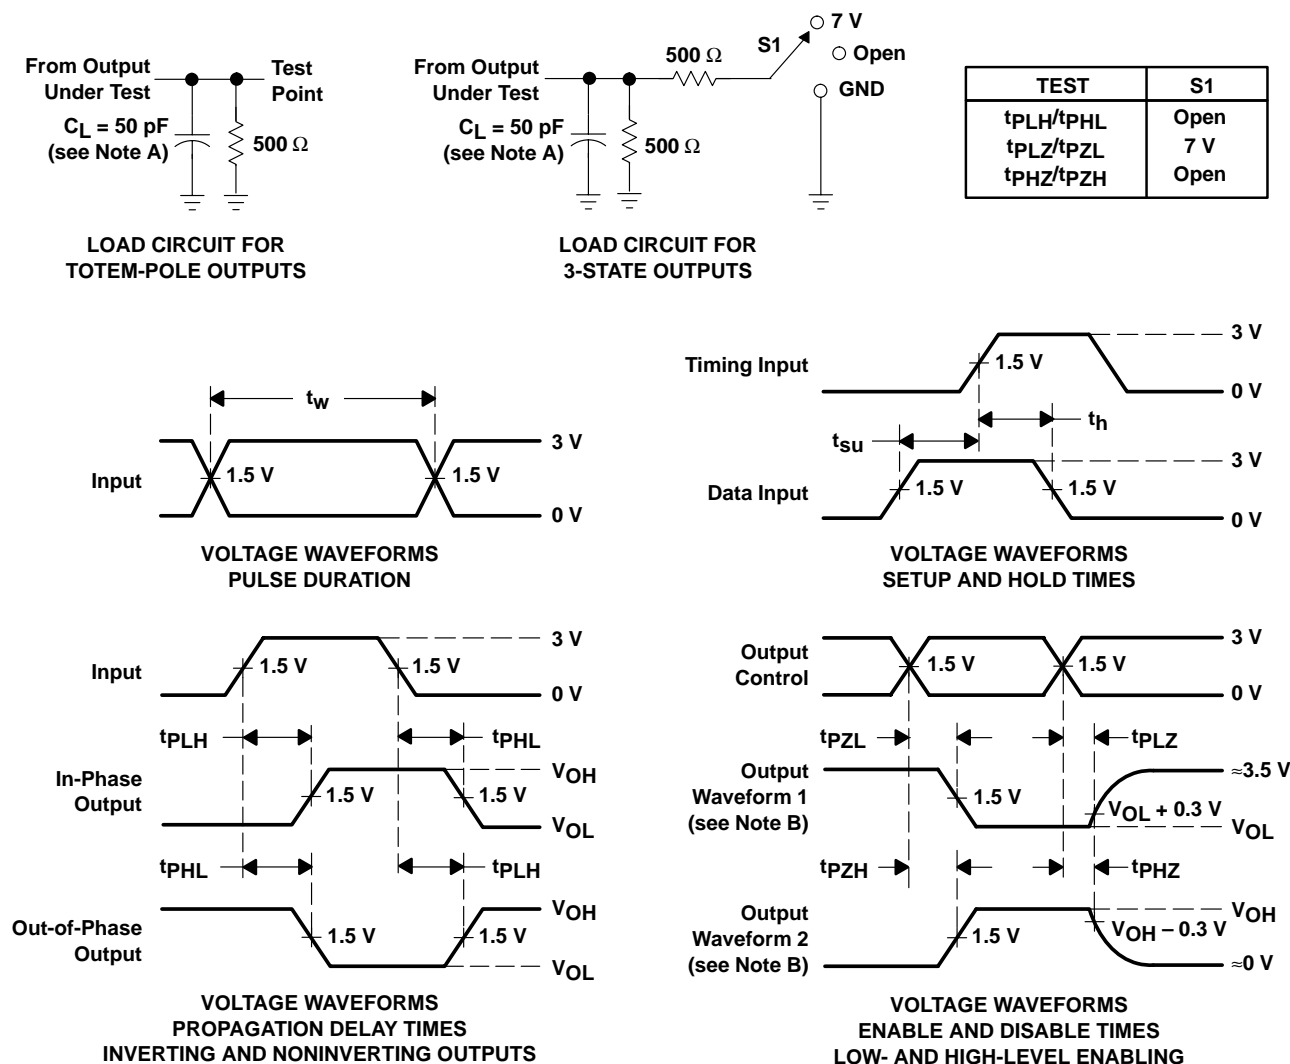 From Output
Under Test
Test
Point
CL = 50 pF
(see Note A)
500 Ω
LOAD CIRCUIT FOR
TOTEM-POLE OUTPUTS
From Output
Under Test
CL = 50 pF
(see Note A)
500 Ω
500 Ω
S1
7 V
Open
GND
LOAD CIRCUIT FOR
3-STATE OUTPUTS
TEST S1
tPLH/tPHL Open
tPLZ/tPZL 7 V
tPHZ/tPZH Open
tw
Input
1.5 V
1.5 V
3 V
0 V
VOLTAGE WAVEFORMS
PULSE DURATION
Timing Input
1.5 V
3 V
0 V
tsu
th
Data Input
1.5 V
1.5 V
3 V
0 V
VOLTAGE WAVEFORMS
SETUP AND HOLD TIMES
Input
1.5 V
1.5 V
3 V
0 V
tPLH
tPHL
In-Phase
Output
1.5 V
1.5 V
VOH
VOL
tPHL
tPLH
Out-of-Phase
Output
1.5 V
1.5 V
VOH
VOL
VOLTAGE WAVEFORMS
PROPAGATION DELAY TIMES
INVERTING AND NONINVERTING OUTPUTS
Output
Control
1.5 V
1.5 V
3 V
0 V
tPZL
tPLZ
Output
Waveform 1
(see Note B)
1.5 V
VOL + 0.3 V
≈3.5 V
VOL
tPZH
tPHZ
Output
Waveform 2
(see Note B)
1.5 V
VOH – 0.3 V
VOH
≈0 V
VOLTAGE WAVEFORMS
ENABLE AND DISABLE TIMES
LOW- AND HIGH-LEVEL ENABLING